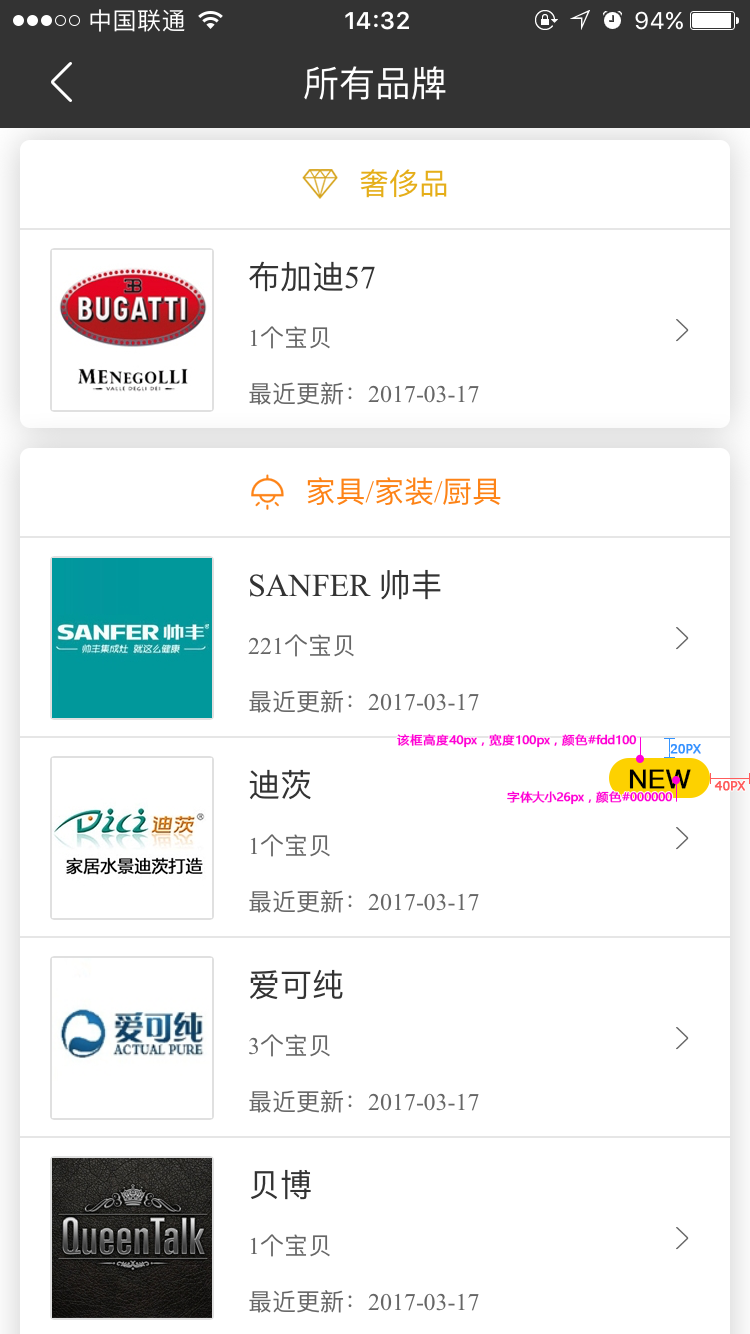 中国联通 14:32 94%
所有品牌
奢侈品
BUGATTI
MENEGOLLI
VALLE DEGLI DEI
布加迪57
1个宝贝
最近更新：2017-03-17
家具/家装/厨具
SANFER 帅丰
帅丰集成灶 就这么健康
SANFER 帅丰
221个宝贝
最近更新：2017-03-17
该框高度40px，宽度100px，颜色#fdd100
20PX
NEW
40PX
字体大小26px，颜色#000000
Dici 迪茨®
家居水景迪茨打造
迪茨
1个宝贝
最近更新：2017-03-17
爱可纯
ACTUAL PURE
爱可纯
3个宝贝
最近更新：2017-03-17
QueenTalk
贝博
1个宝贝
最近更新：2017-03-17